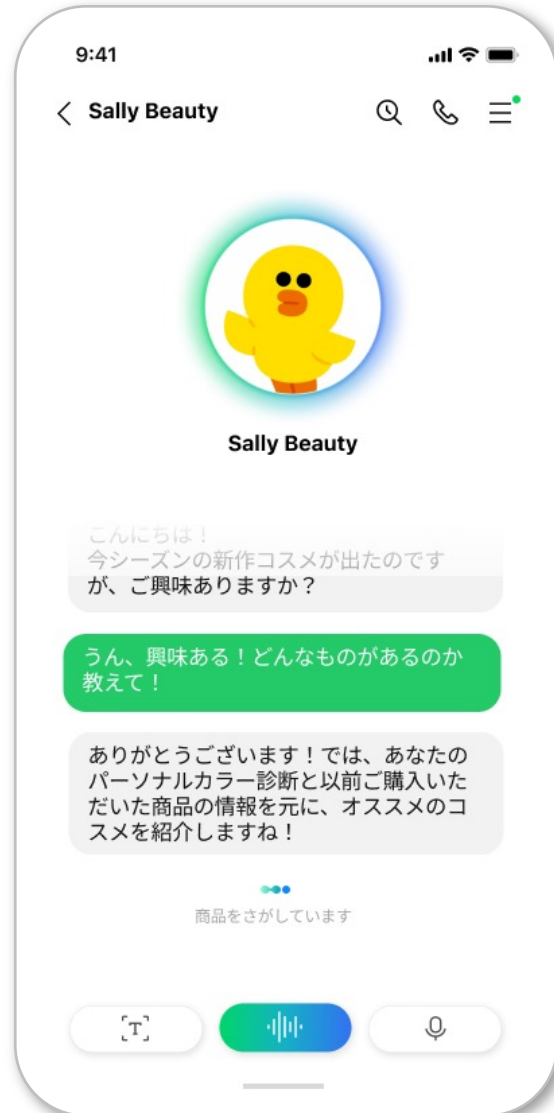 9:41
Sally Beauty
Sally Beauty
こんにちは！
今シーズンの新作コスメが出たのです
が、ご興味ありますか？
うん、興味ある！どんなものがあるのか
教えて！
ありがとうございます！では、あなたの
パーソナルカラー診断と以前ご購入いた
だいた商品の情報を元に、オススメのコ
スメを紹介しますね！
商品をさがしています
T